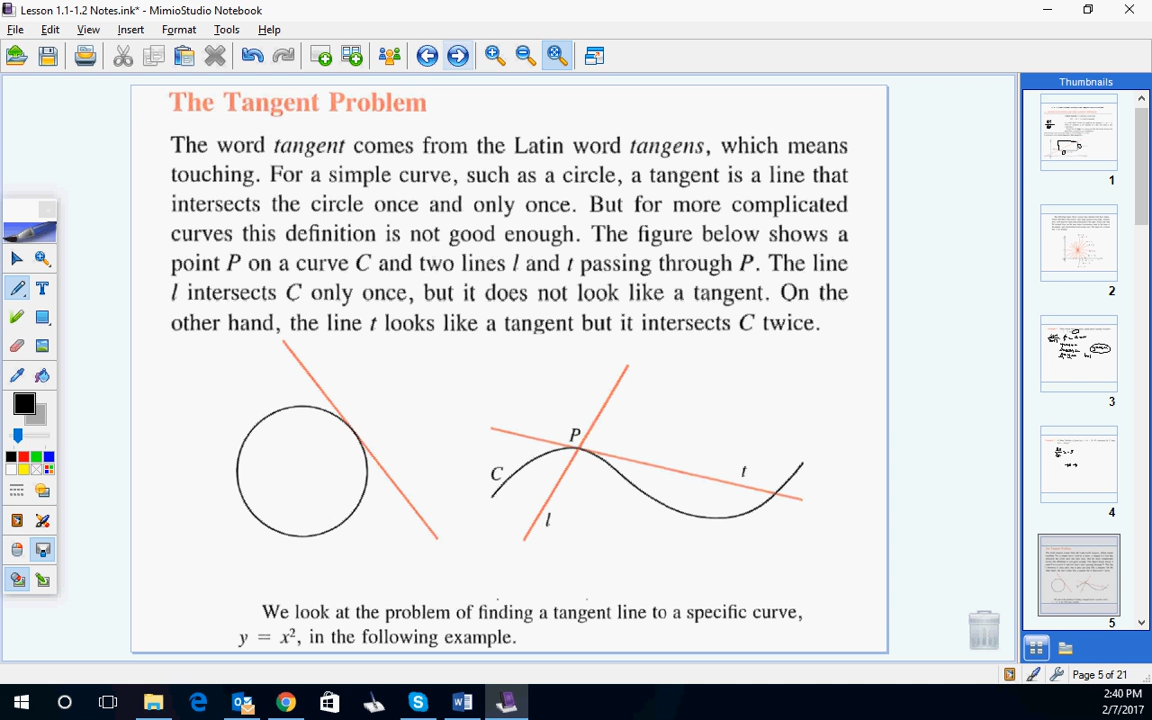 Lesson 1.1-1.2 Notes.ink* - MimioStudio Notebook
File Edit View Insert Format Tools Help
Thumbnails
The Tangent Problem
The word tangent comes from the Latin word tangens, which means
touching. For a simple curve, such as a circle, a tangent is a line that
intersects the circle once and only once. But for more complicated
curves this definition is not good enough. The figure below shows a
point P on a curve C and two lines l and t passing through P. The line
l intersects C only once, but it does not look like a tangent. On the
other hand, the line t looks like a tangent but it intersects C twice.
P
C
t
l
We look at the problem of finding a tangent line to a specific curve,
y = x², in the following example.
1
2
3
4
The Tangent Problem
5
Page 5 of 21
2:40 PM
2/7/2017